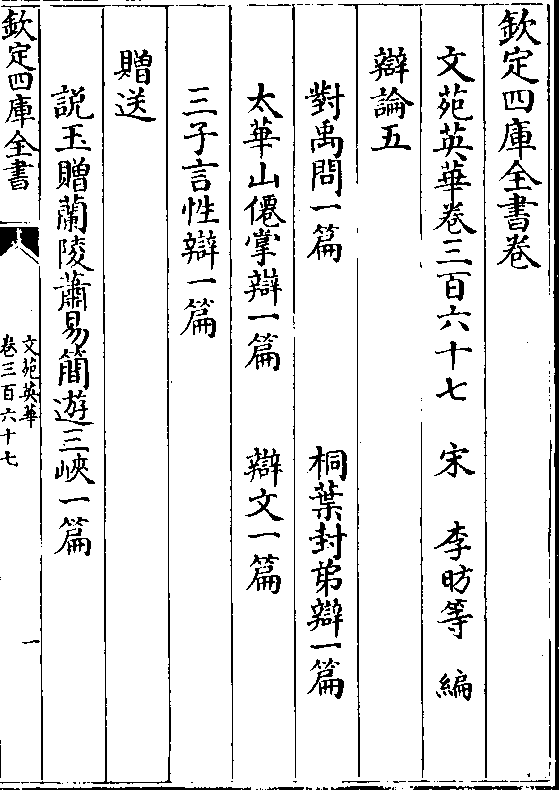 欽定四庫全書卷
文苑英華卷三百六十七 宋 李昉等 編
辯論五
對禹問一篇 桐葉封弟辯一篇
太華山僊掌辯一篇 辯文一篇
三子言性辯一篇
贈送
説玉贈蘭陵蕭易簡遊三峽一篇
欽定四庫全書
文苑英華
卷三百六十七
一